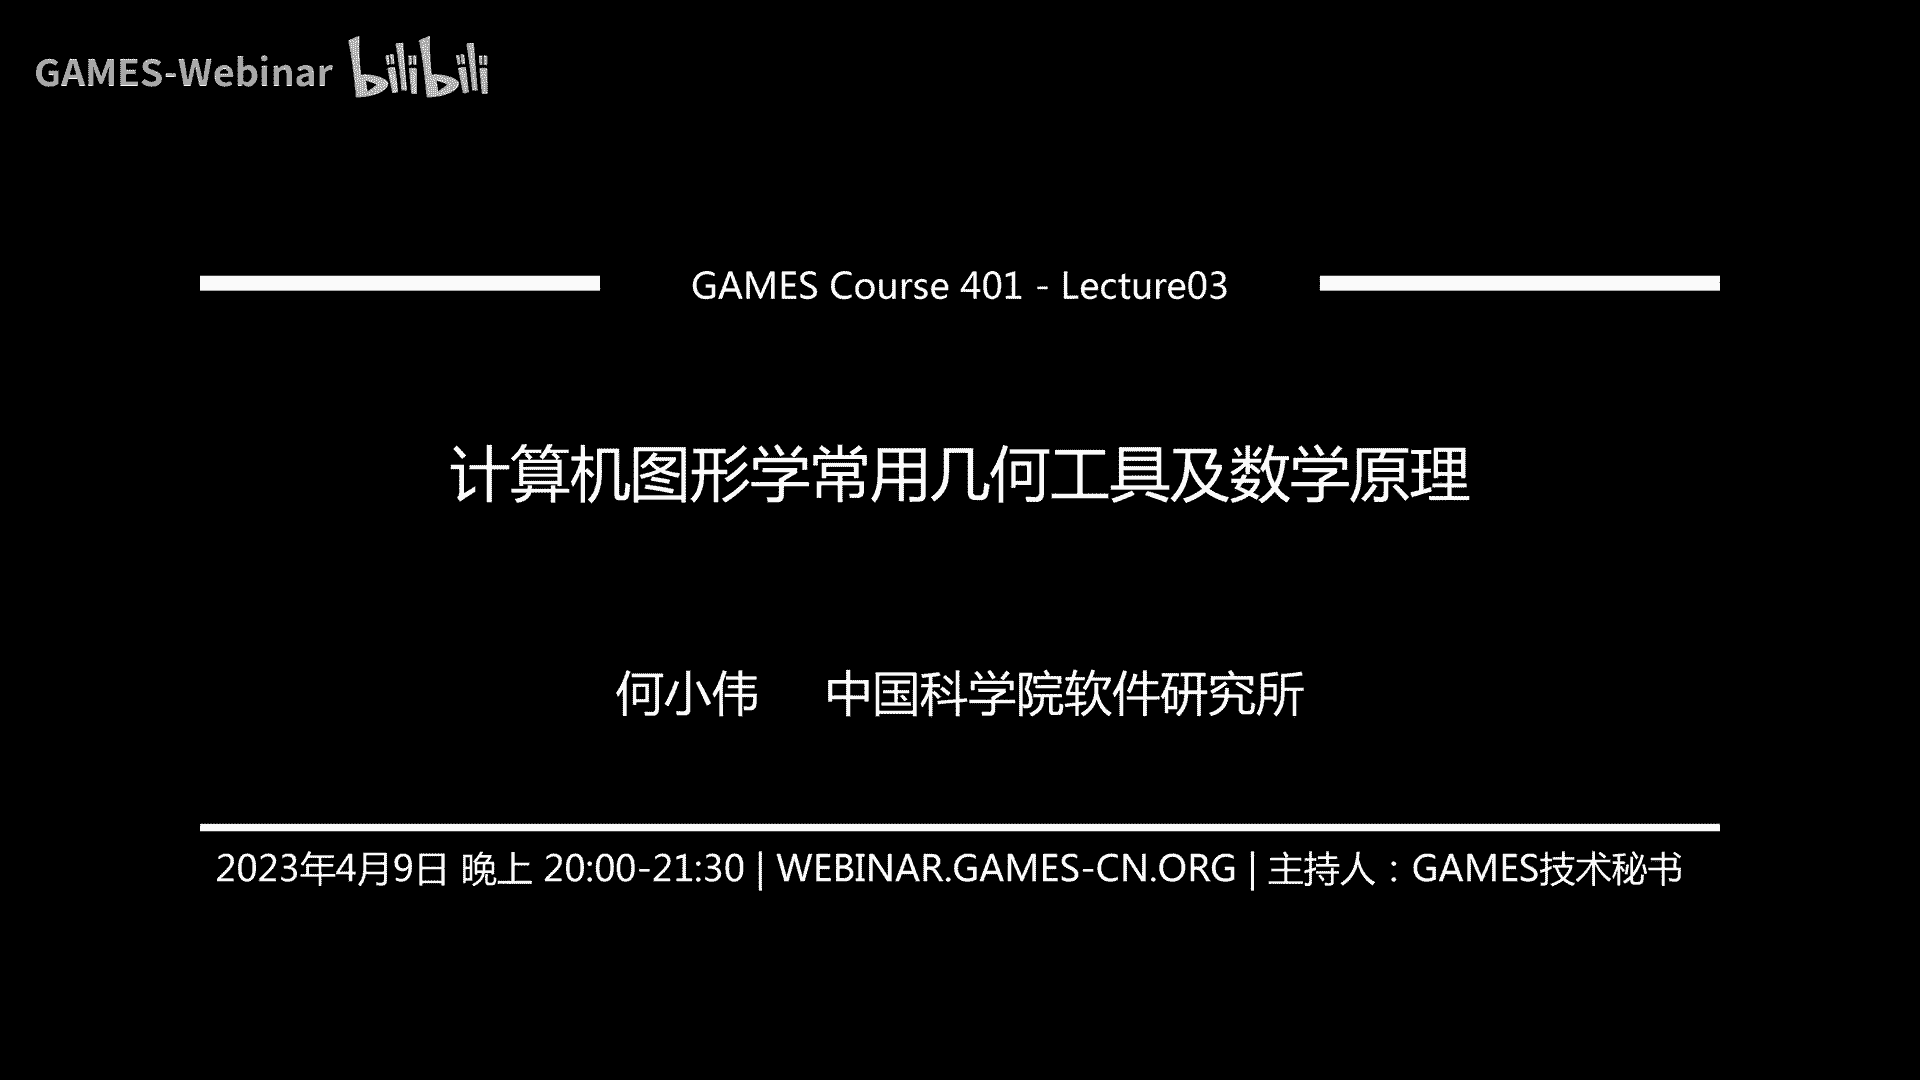 GAMES-Webinar bilibili
GAMES Course 401 - Lecture03
计算机图形学常用几何工具及数学原理
何小伟 中国科学院软件研究所
2023年4月9日 晚上 20:00-21:30 | WEBINAR.GAMES-CN.ORG | 主持人：GAMES技术秘书